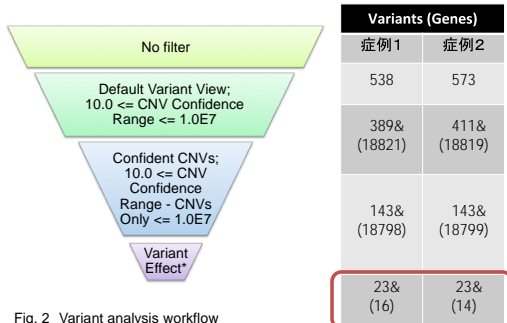 No filter
Default Variant View;
10.0 <= CNV Confidence
Range <= 1.0E7
Confident CNVs;
10.0 <= CNV
Confidence
Range - CNVs
Only <= 1.0E7
Variant
Effect*
Fig. 2 Variant analysis workflow
Variants (Genes)
症例1 症例2
538 573
389& 411&
(18821) (18819)
143& 143&
(18798) (18799)
23& 23&
(16) (14)